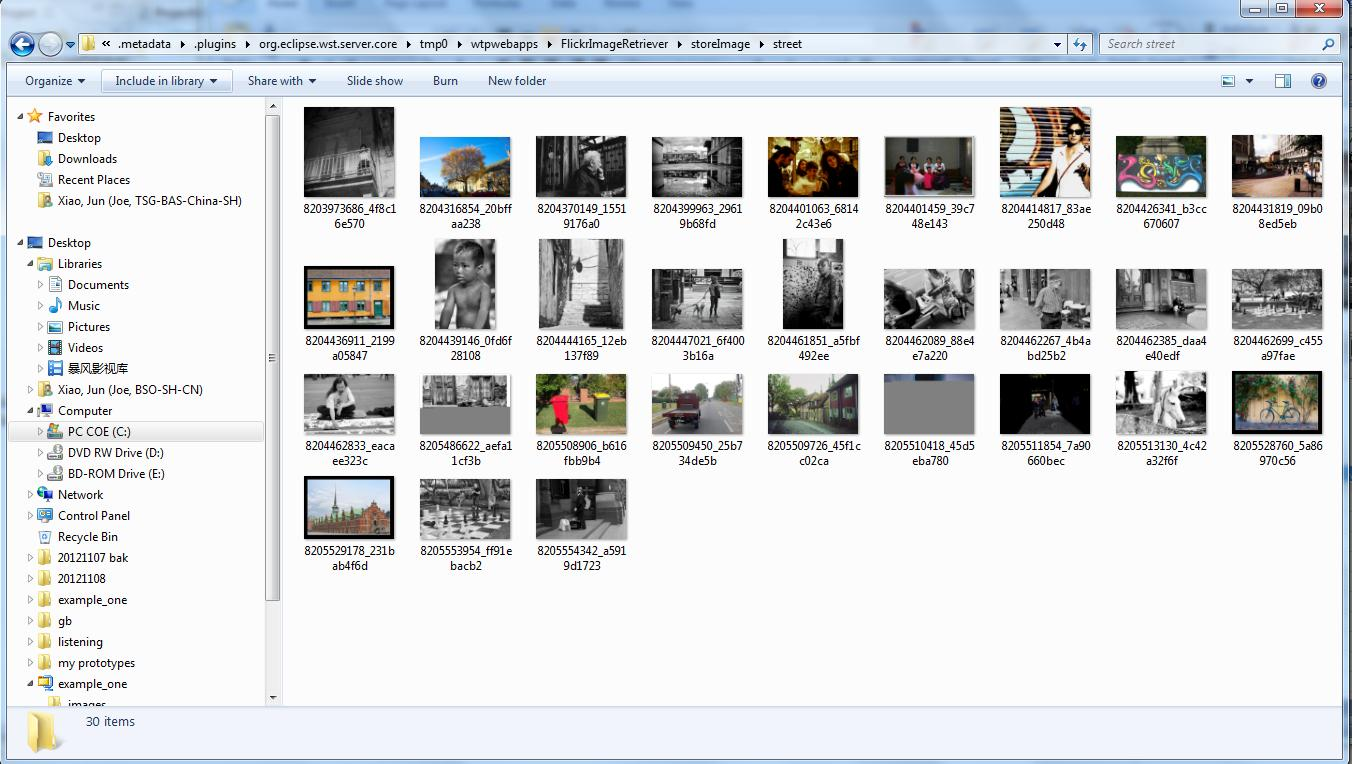 « .metadata ▸ .plugins ▸ org.eclipse.wst.server.core ▸ tmp0 ▸ wtpwebapps ▸ FlickrImageRetriever ▸ storeImage ▸ street
Search street
Organize Include in library Share with Slide show Burn New folder
Favorites
Desktop
Downloads
Recent Places
Xiao, Jun (Joe, TSG-BAS-China-SH)
Desktop
Libraries
Documents
Music
Pictures
Videos
暴风影视库
Xiao, Jun (Joe, BSO-SH-CN)
Computer
PC COE (C:)
DVD RW Drive (D:)
BD-ROM Drive (E:)
Network
Control Panel
Recycle Bin
20121107 bak
20121108
example_one
gb
listening
my prototypes
example_one
images
8203973686_4f8c1
6e570
8204316854_20bff
aa238
8204370149_1551
9176a0
8204399963_2961
9b68fd
8204401063_6814
2c43e6
8204401459_39c7
48e143
8204414817_83ae
250d48
8204426341_b3cc
670607
8204431819_09b0
8ed5eb
8204436911_2199
a05847
8204439146_0fd6f
28108
8204444165_12eb
137f89
8204447021_6f400
3b16a
8204461851_a5fbf
492ee
8204462089_88e4
e7a220
8204462267_4b4a
bd25b2
8204462385_daa4
e40edf
8204462699_c455
a97fae
8204462833_eaca
ee323c
8205486622_aefa1
1cf3b
8205508906_b616
fbb9b4
8205509450_25b7
34de5b
8205509726_45f1c
c02ca
8205510418_45d5
eba780
8205511854_7a90
660bec
8205513130_4c42
a32f6f
8205528760_5a86
970c56
8205529178_231b
ab4f6d
8205553954_ff91e
bacb2
8205554342_a591
9d1723
30 items